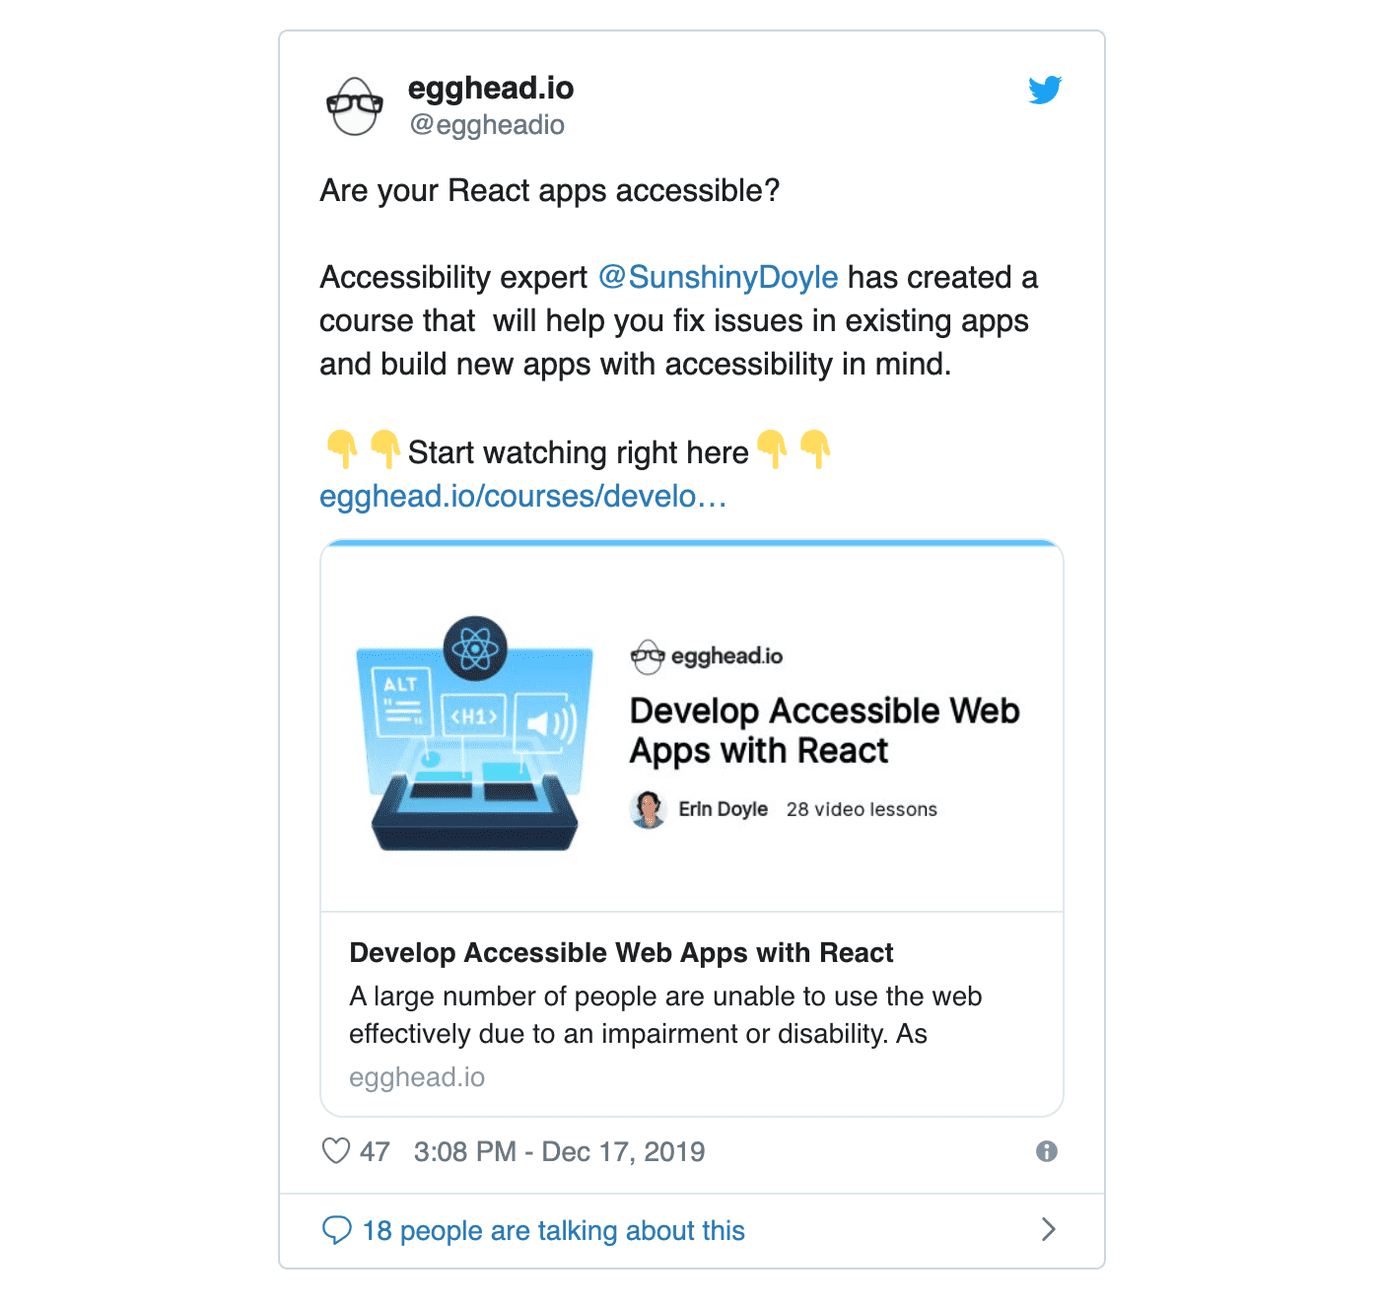 egghead.io
@eggheadio
Are your React apps accessible?
Accessibility expert @SunshinyDoyle has created a
course that  will help you fix issues in existing apps
and build new apps with accessibility in mind.
👇👇Start watching right here👇👇
egghead.io/courses/develo…
ALT
<H1>
egghead.io
Develop Accessible Web
Apps with React
Erin Doyle 28 video lessons
Develop Accessible Web Apps with React
A large number of people are unable to use the web
effectively due to an impairment or disability. As
egghead.io
47 3:08 PM - Dec 17, 2019
18 people are talking about this